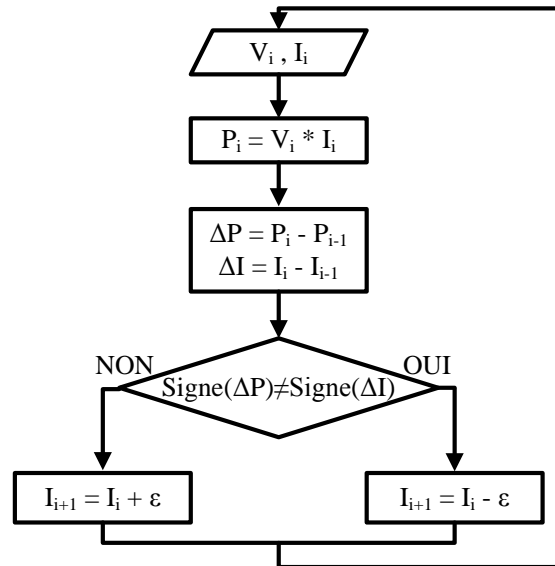 Vᵢ , Iᵢ
Pᵢ = Vᵢ * Iᵢ
ΔP = Pᵢ - Pᵢ₋₁
ΔI = Iᵢ - Iᵢ₋₁
NON
OUI
Signe(ΔP)≠Signe(ΔI)
Iᵢ₊₁ = Iᵢ + ε
Iᵢ₊₁ = Iᵢ - ε